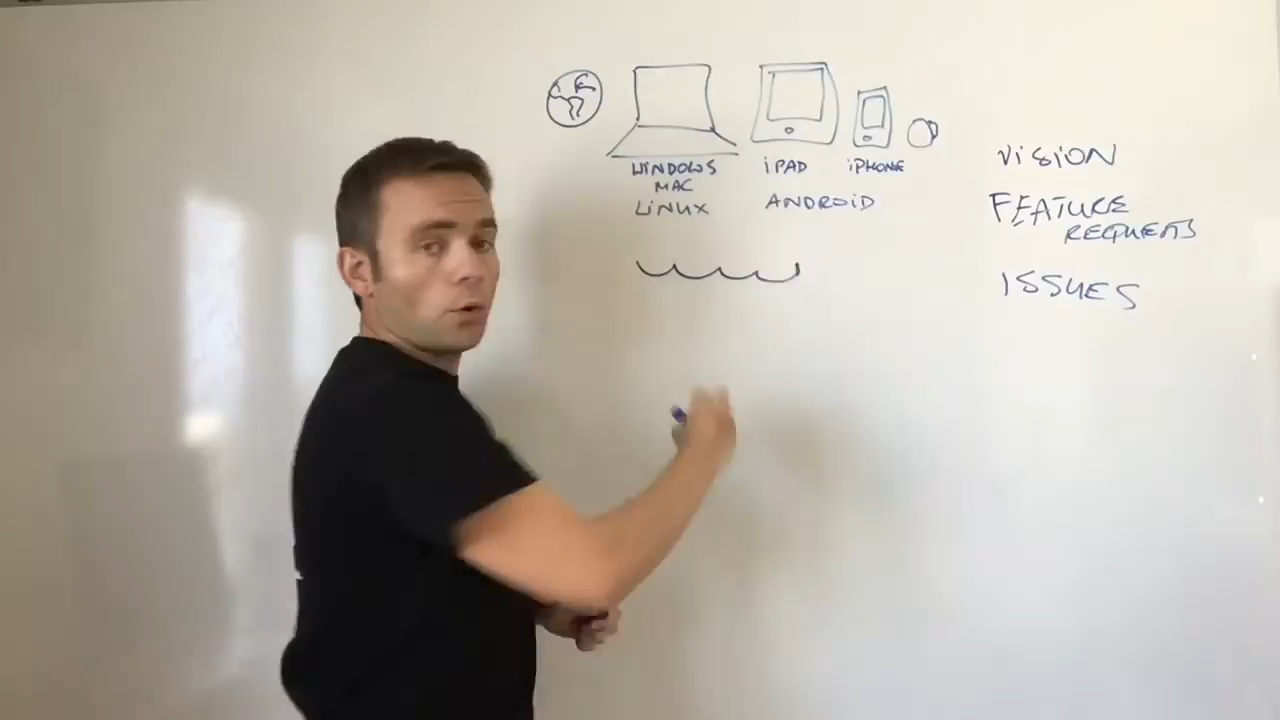 WINDOWS
MAC
LINUX
iPAD
iPHONE
ANDROID
ViSiON
FEATURE
REQUESTS
ISSUES